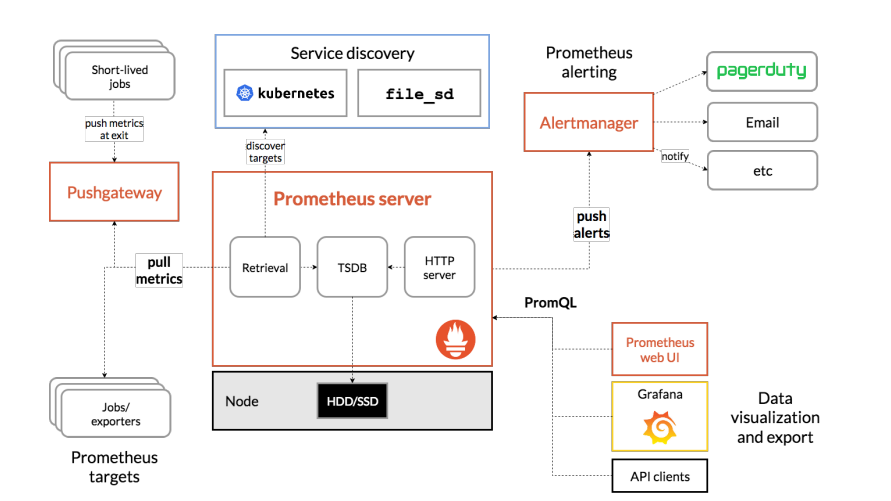 Short-lived
jobs
push metrics
at exit
Pushgateway
pull
metrics
Jobs/
exporters
Prometheus
targets
Service discovery
kubernetes
file_sd
discover
targets
Prometheus server
Retrieval
TSDB
HTTP
server
Node
HDD/SSD
Prometheus
alerting
Alertmanager
pagerduty
Email
notify
etc
push
alerts
PromQL
Prometheus
web UI
Grafana
API clients
Data
visualization
and export